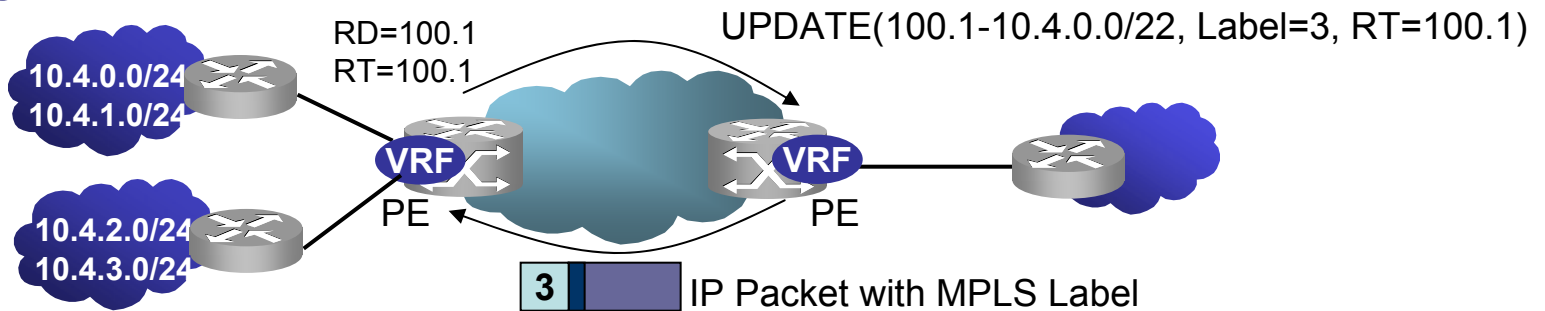 RD=100.1
RT=100.1
UPDATE(100.1-10.4.0.0/22, Label=3, RT=100.1)
10.4.0.0/24
10.4.1.0/24
VRF
PE
VRF
PE
10.4.2.0/24
10.4.3.0/24
3
IP Packet with MPLS Label